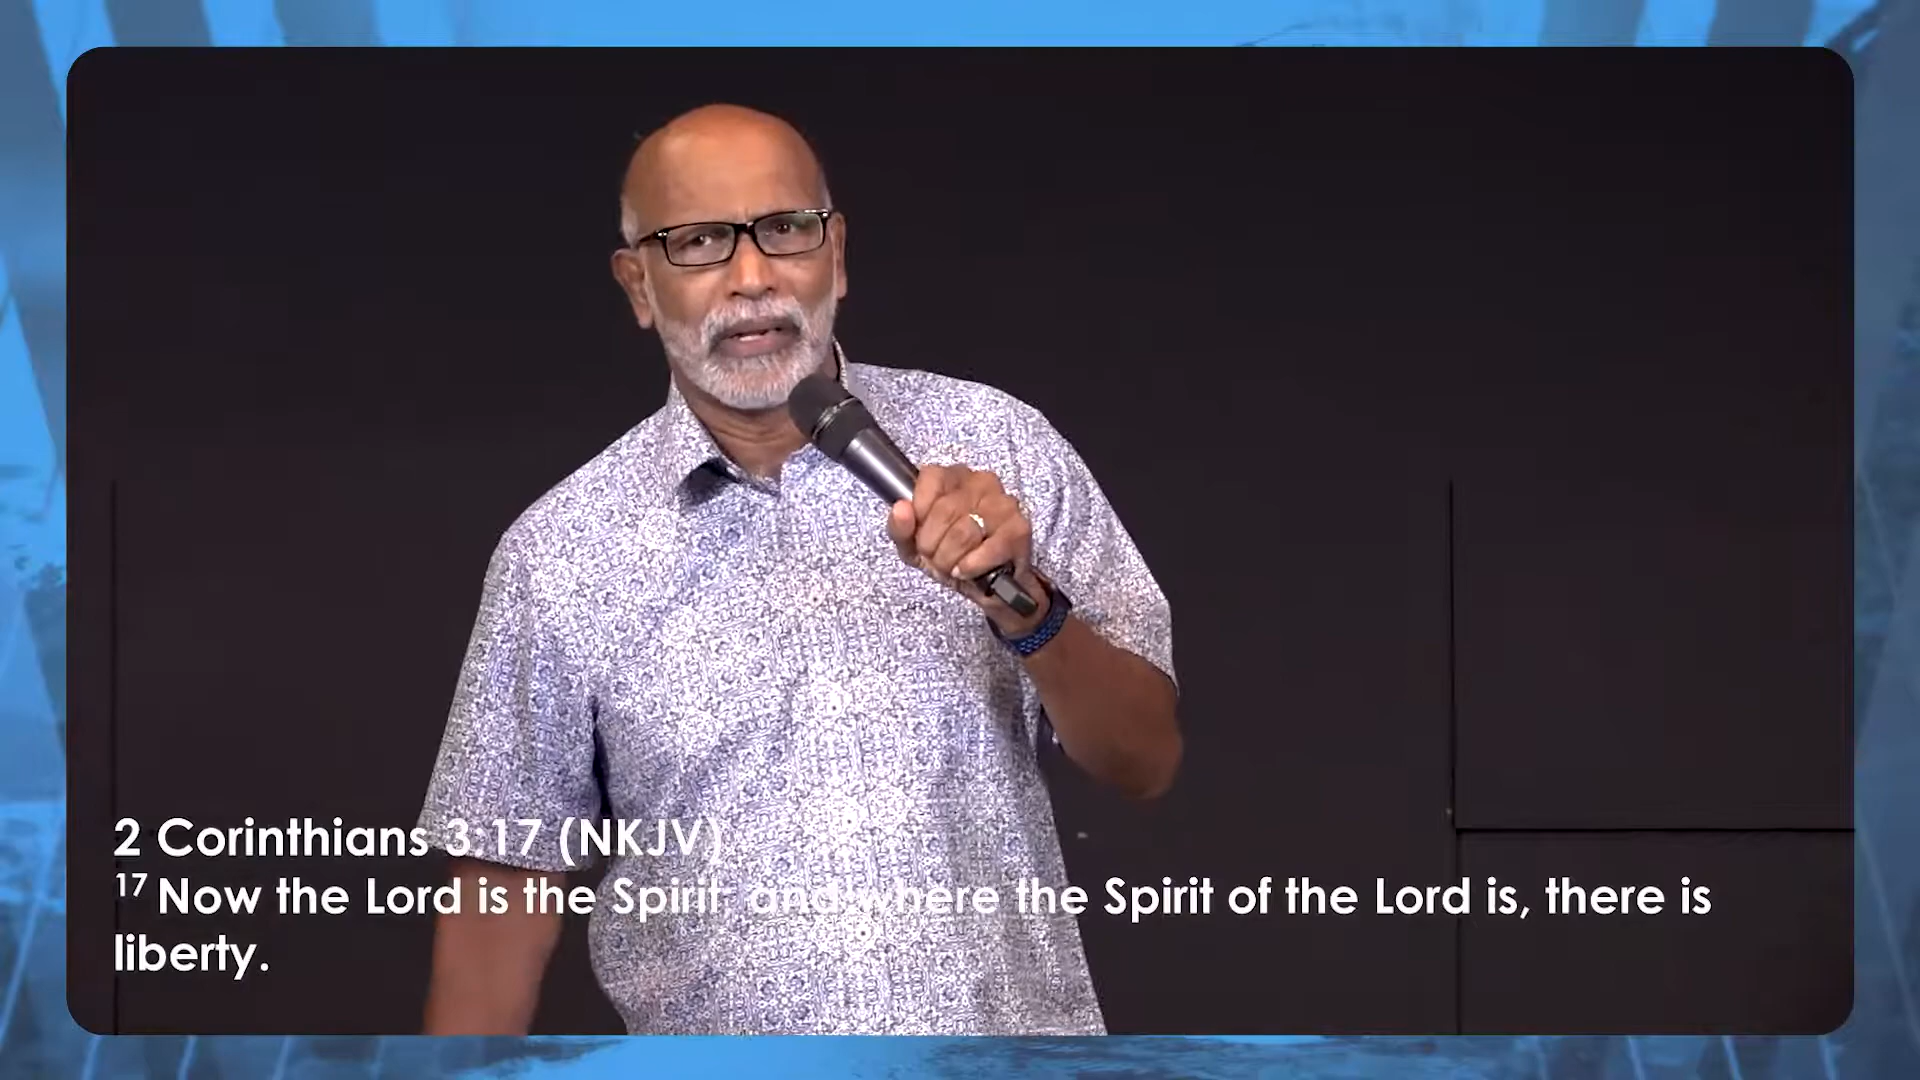 2 Corinthians 3:17 (NKJV)
17 Now the Lord is the Spirit; and where the Spirit of the Lord is, there is
liberty.